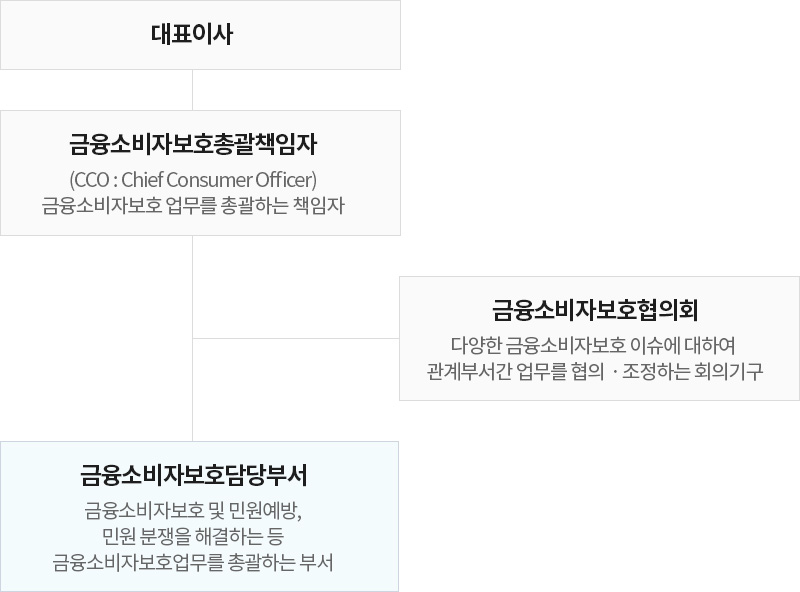 대표이사
금융소비자보호총괄책임자
(CCO : Chief Consumer Officer)
금융소비자보호 업무를 총괄하는 책임자
금융소비자보호협의회
다양한 금융소비자보호 이슈에 대하여
관계부서간 업무를 협의 · 조정하는 회의기구
금융소비자보호담당부서
금융소비자보호 및 민원예방,
민원 분쟁을 해결하는 등
금융소비자보호업무를 총괄하는 부서